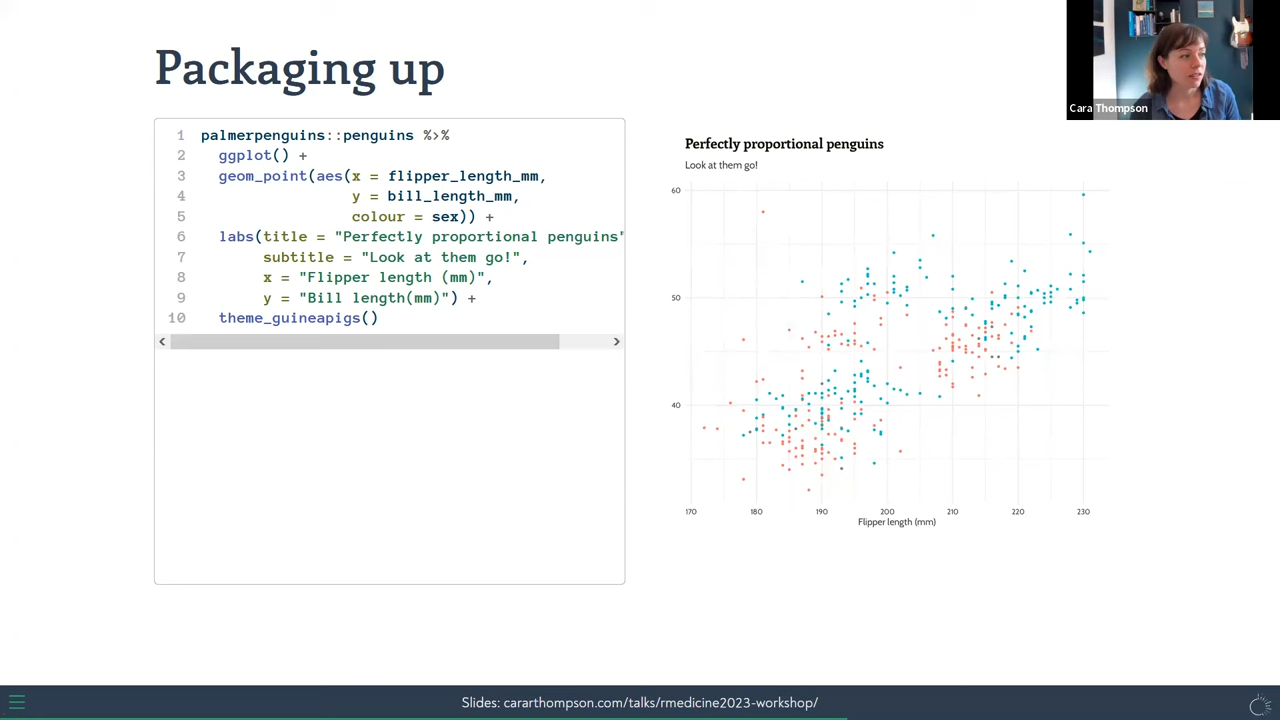 Packaging up
Cara Thompson
1 palmerpenguins::penguins %>%
2 ggplot() +
3 geom_point(aes(x = flipper_length_mm,
4 y = bill_length_mm,
5 colour = sex)) +
6 labs(title = "Perfectly proportional penguins"
7 subtitle = "Look at them go!",
8 x = "Flipper length (mm)",
9 y = "Bill length(mm)") +
10 theme_guineapigs()
Perfectly proportional penguins
Look at them go!
60
50
40
170 180 190 200 210 220 230
Flipper length (mm)
Slides: cararthompson.com/talks/rmedicine2023-workshop/